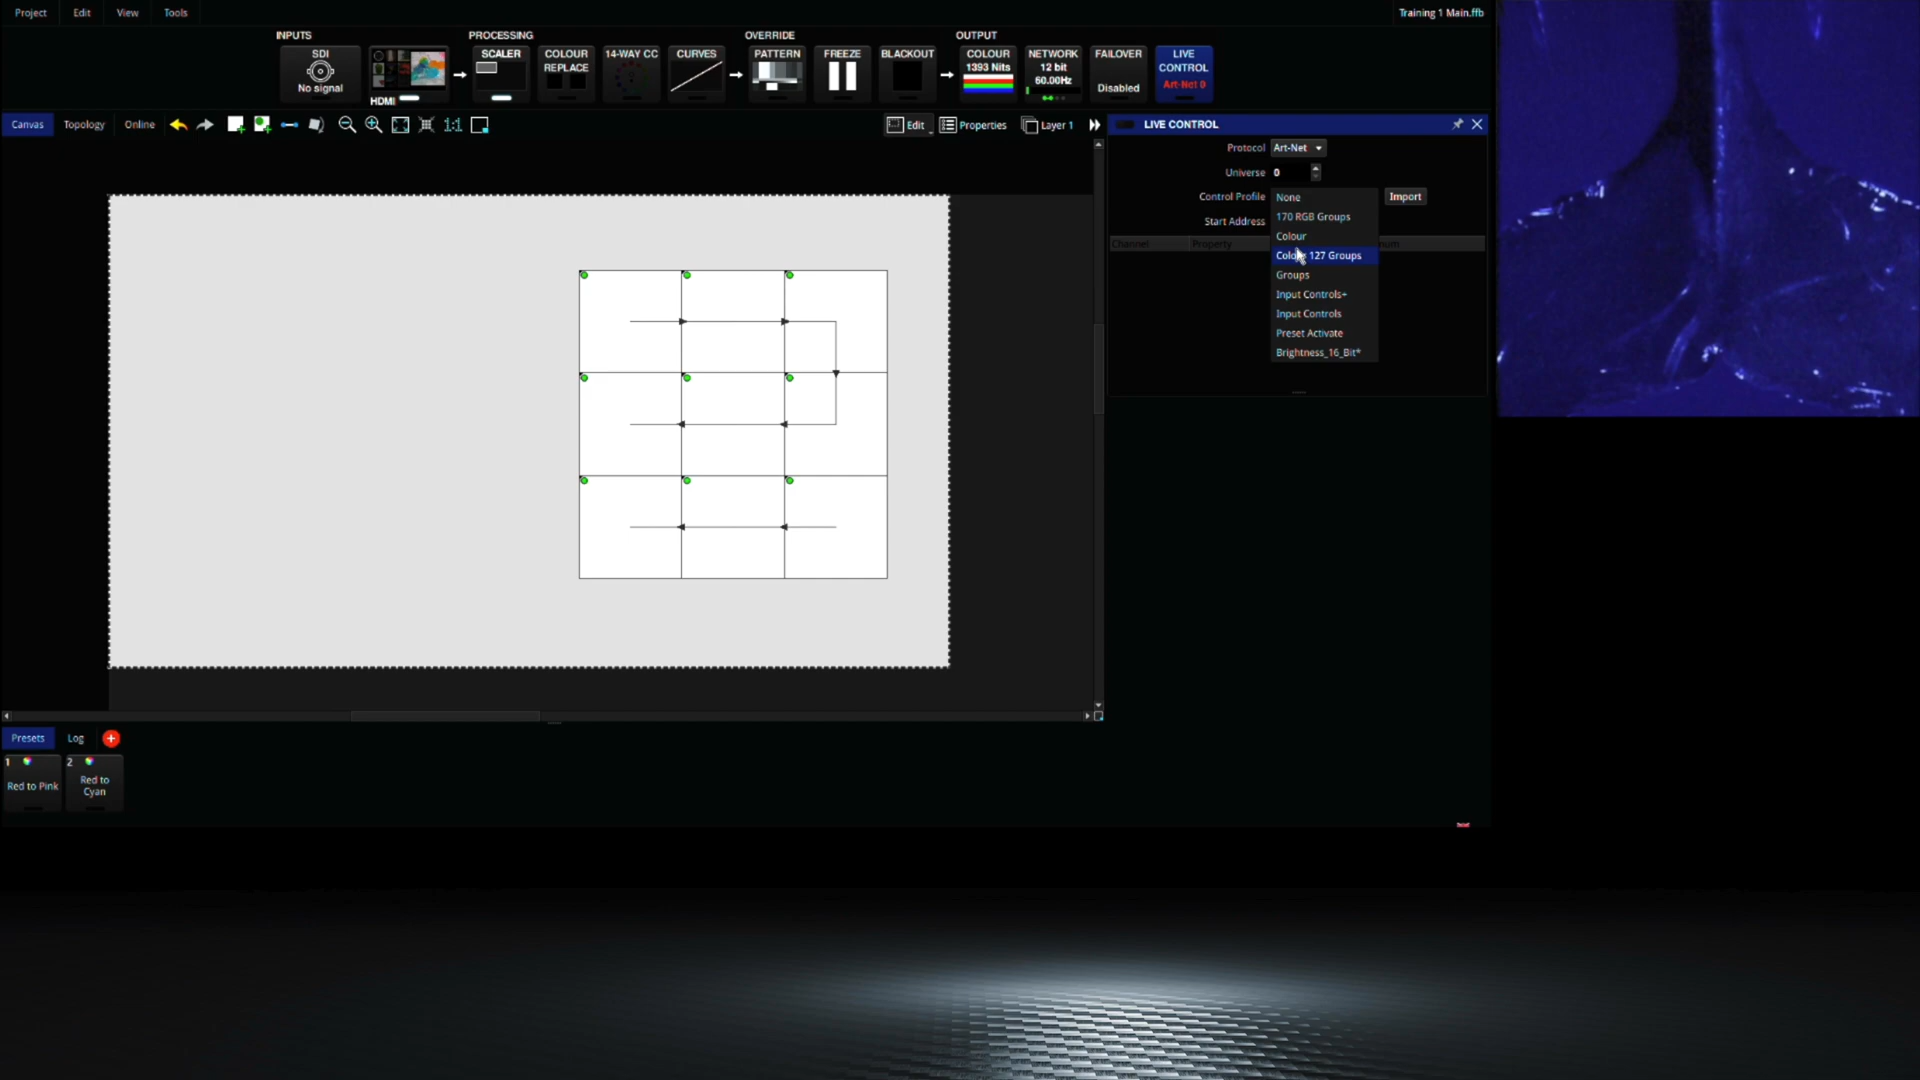 Project Edit View Tools
Training 1 Main.ffb
INPUTS PROCESSING OVERRIDE OUTPUT
SDI
No signal
HDMI
SCALER
COLOUR
REPLACE
14-WAY CC
CURVES
PATTERN
FREEZE
BLACKOUT
COLOUR
1393 Nits
NETWORK
12 bit
60.00Hz
FAILOVER
Disabled
LIVE
CONTROL
Art-Net 0
Canvas Topology Online
1:1
Edit Properties Layer 1
LIVE CONTROL
Protocol Art-Net
Universe 0
Control Profile
Import
Start Address
Channel Property
None
170 RGB Groups
Colour
127 Groups
Groups
Input Controls+
Input Controls
Preset Activate
Brightness_16_Bit*
Presets Log
1
Red to Pink
2
Red to
Cyan